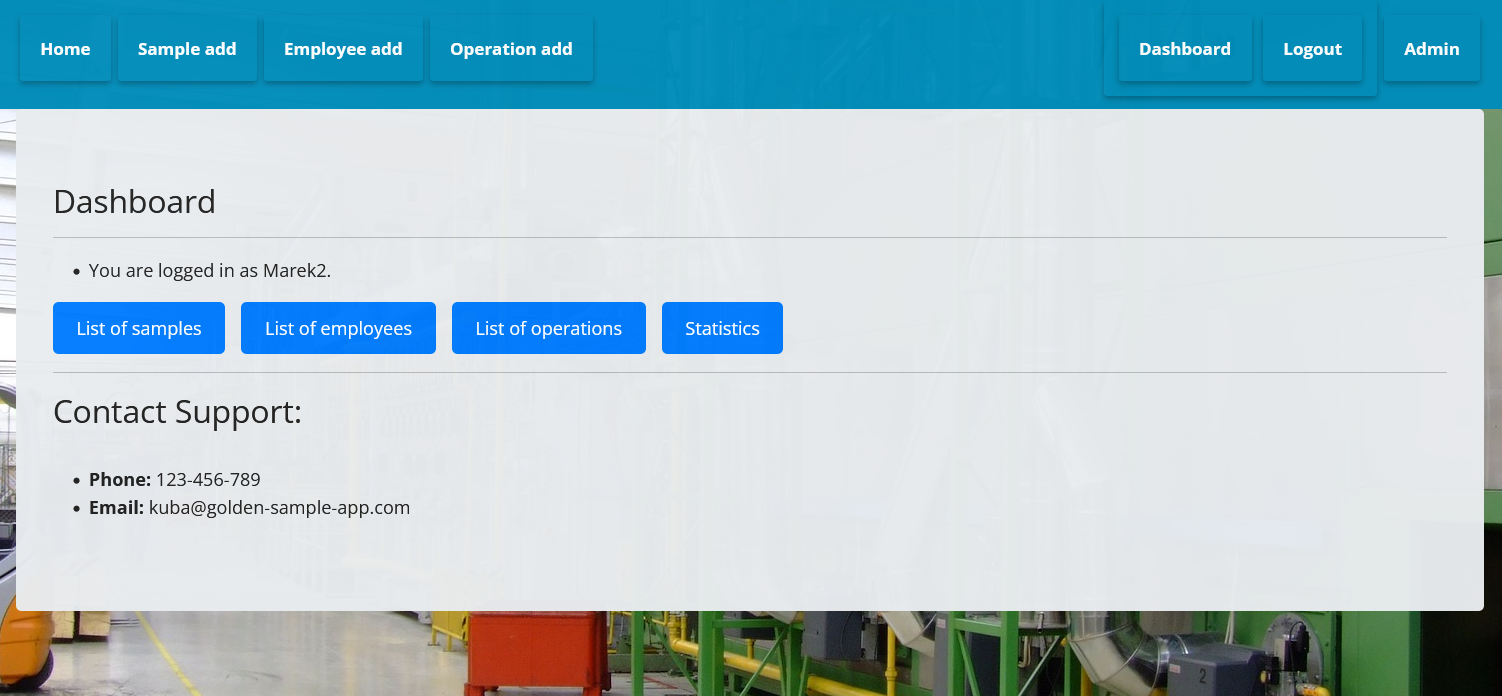 Home Sample add Employee add Operation add Dashboard Logout Admin
Dashboard
• You are logged in as Marek2.
List of samples List of employees List of operations Statistics
Contact Support:
• Phone: 123-456-789
• Email: kuba@golden-sample-app.com
2